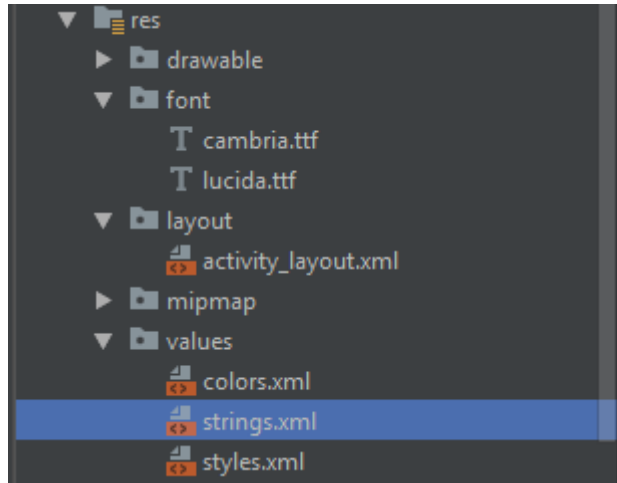 res
drawable
font
cambria.ttf
lucida.ttf
layout
activity_layout.xml
mipmap
values
colors.xml
strings.xml
styles.xml